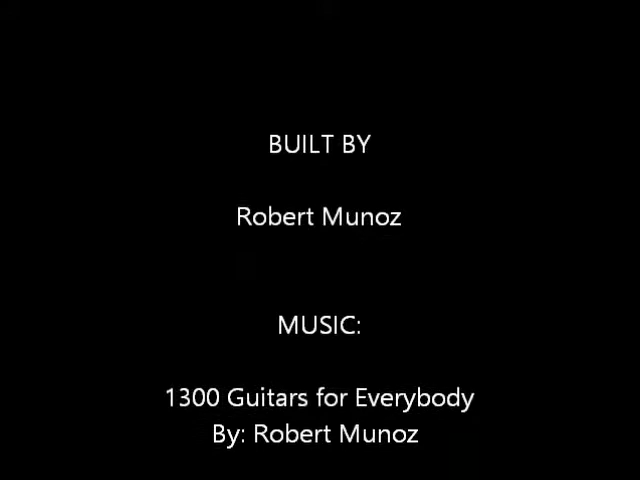 BUILT BY
Robert Munoz
MUSIC:
1300 Guitars for Everybody
By: Robert Munoz